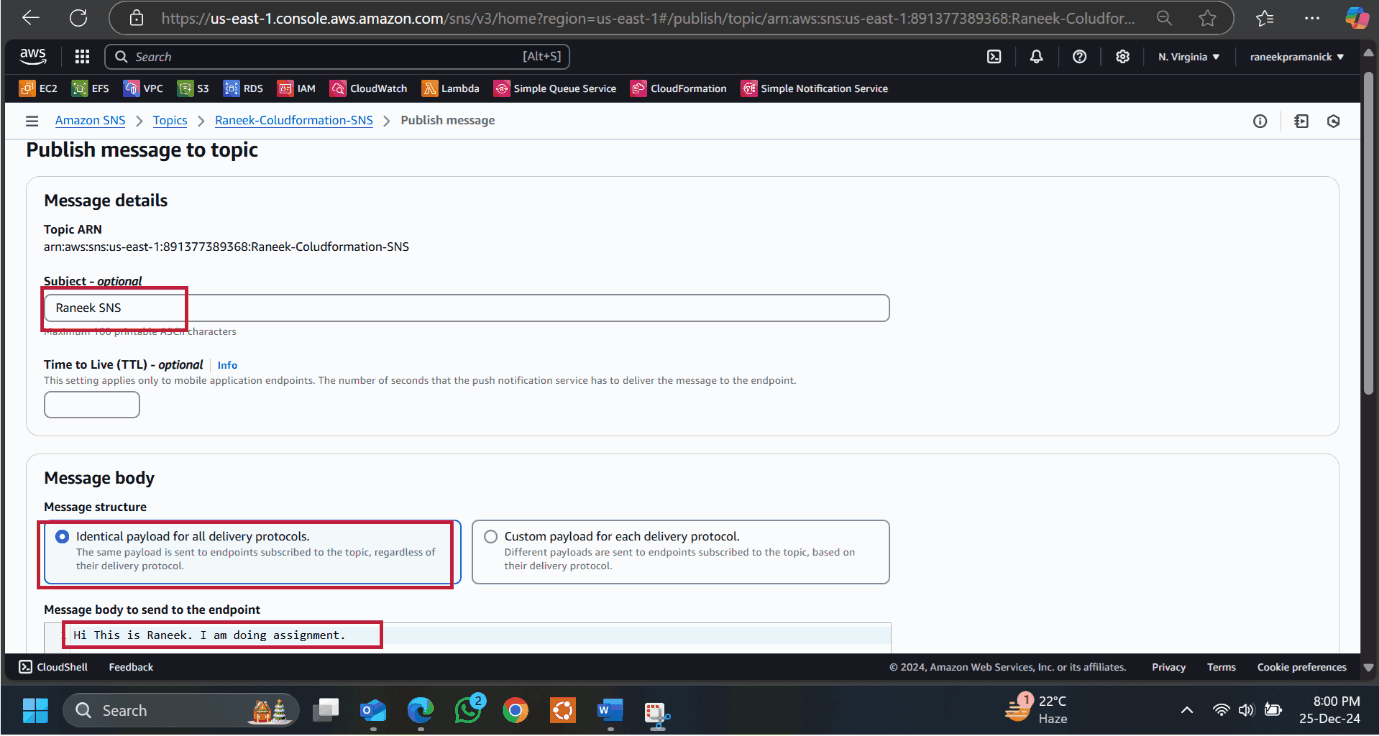 https://us-east-1.console.aws.amazon.com/sns/v3/home?region=us-east-1#/publish/topic/arn:aws:sns:us-east-1:891377389368:Raneek-Coludfor...
aws Search [Alt+S] N. Virginia ▼ raneekpramanick ▼
EC2 EFS VPC S3 RDS IAM CloudWatch Lambda Simple Queue Service CloudFormation Simple Notification Service
Amazon SNS > Topics > Raneek-Coludformation-SNS > Publish message
Publish message to topic
Message details
Topic ARN
arn:aws:sns:us-east-1:891377389368:Raneek-Coludformation-SNS
Subject - optional
Raneek SNS
Maximum 100 printable ASCII characters
Time to Live (TTL) - optional Info
This setting applies only to mobile application endpoints. The number of seconds that the push notification service has to deliver the message to the endpoint.
Message body
Message structure
Identical payload for all delivery protocols.
The same payload is sent to endpoints subscribed to the topic, regardless of
their delivery protocol.
Custom payload for each delivery protocol.
Different payloads are sent to endpoints subscribed to the topic, based on
their delivery protocol.
Message body to send to the endpoint
Hi This is Raneek. I am doing assignment.
CloudShell Feedback © 2024, Amazon Web Services, Inc. or its affiliates. Privacy Terms Cookie preferences
Search 2 1 22°C 8:00 PM
Haze 25-Dec-24